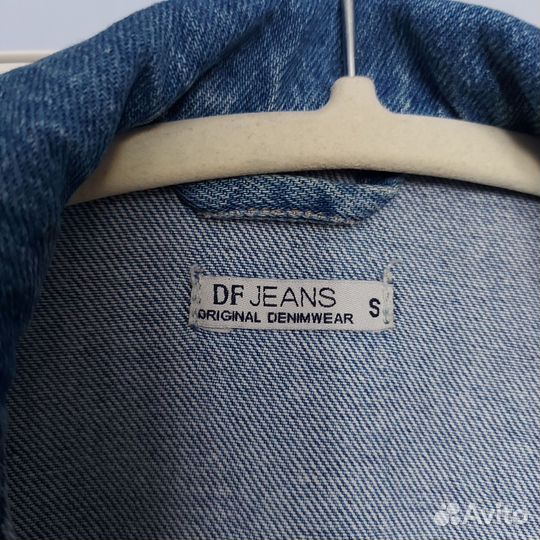 DF JEANS
ORIGINAL DENIMWEAR
S
Avito